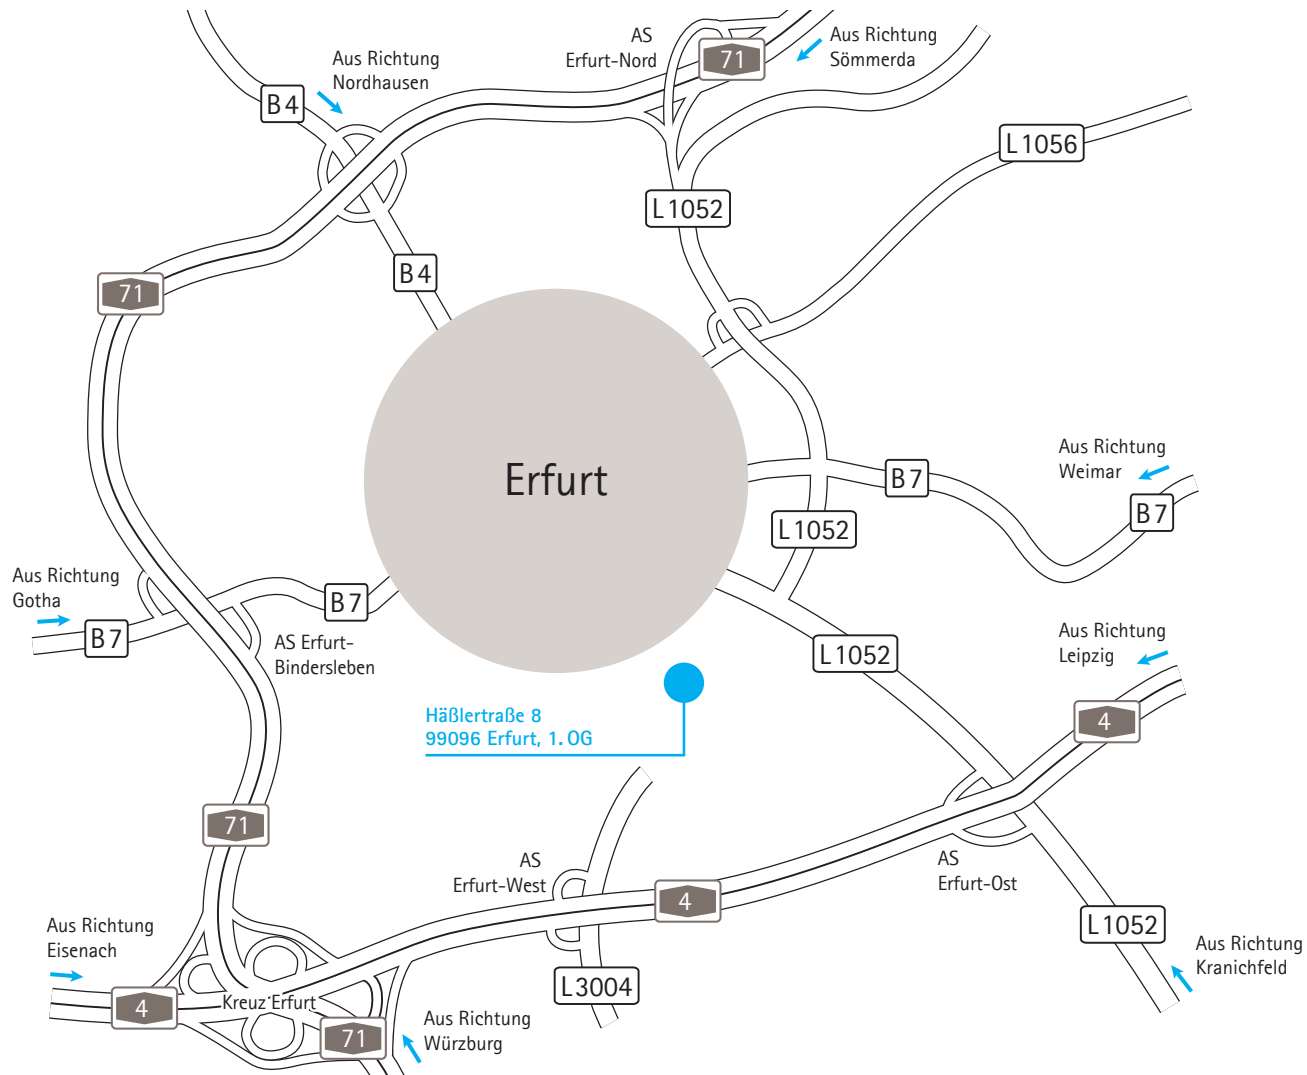 AS
Erfurt-Nord
71
Aus Richtung
Sömmerda
Aus Richtung
Nordhausen
B4
L1056
L1052
B4
71
Erfurt
Aus Richtung
Weimar
B7
B7
L1052
Aus Richtung
Gotha
B7
B7
AS Erfurt-
Bindersleben
L1052
Aus Richtung
Leipzig
4
Häßlertraße 8
99096 Erfurt, 1. OG
71
AS
Erfurt-West
4
AS
Erfurt-Ost
L1052
Aus Richtung
Eisenach
Aus Richtung
Kranichfeld
4
Kreuz Erfurt
L3004
71
Aus Richtung
Würzburg